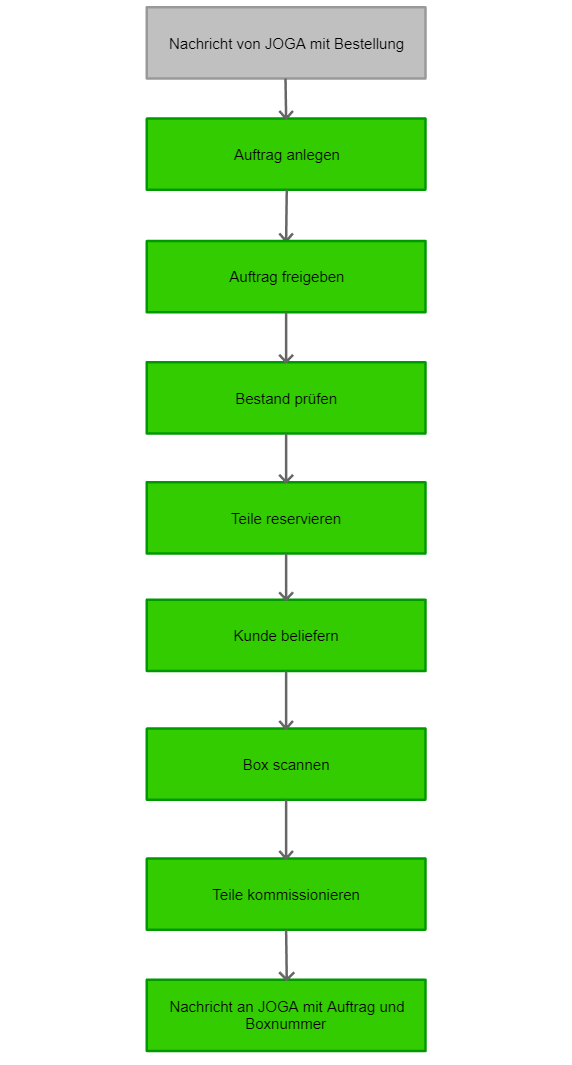 Nachricht von JOGA mit Bestellung
Auftrag anlegen
Auftrag freigeben
Bestand prüfen
Teile reservieren
Kunde beliefern
Box scannen
Teile kommissionieren
Nachricht an JOGA mit Auftrag und
Boxnummer